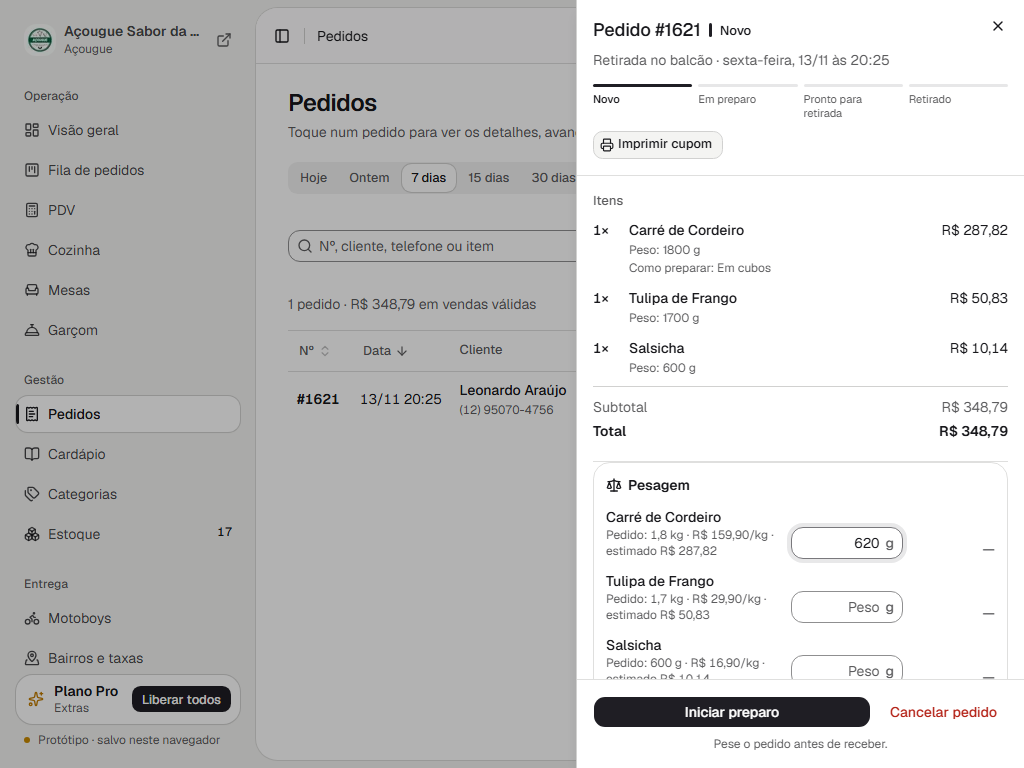 Açougue Sabor da ...
Açougue
Operação
Visão geral
Fila de pedidos
PDV
Cozinha
Mesas
Garçom
Gestão
Pedidos
Cardápio
Categorias
Estoque 17
Entrega
Motoboys
Bairros e taxas
Plano Pro
Extras
Liberar todos
Protótipo · salvo neste navegador
Pedidos
Pedidos
Toque num pedido para ver os detalhes, avan
Hoje Ontem 7 dias 15 dias 30 dias
Nº, cliente, telefone ou item
1 pedido · R$ 348,79 em vendas válidas
Nº Data Cliente
#1621 13/11 20:25 Leonardo Araújo
(12) 95070-4756
Pedido #1621 Novo
Retirada no balcão · sexta-feira, 13/11 às 20:25
Novo Em preparo Pronto para retirada Retirado
Imprimir cupom
Itens
1× Carré de Cordeiro R$ 287,82
Peso: 1800 g
Como preparar: Em cubos
1× Tulipa de Frango R$ 50,83
Peso: 1700 g
1× Salsicha R$ 10,14
Peso: 600 g
Subtotal R$ 348,79
Total R$ 348,79
Pesagem
Carré de Cordeiro
Pedido: 1,8 kg · R$ 159,90/kg ·
estimado R$ 287,82
620 g —
Tulipa de Frango
Pedido: 1,7 kg · R$ 29,90/kg ·
estimado R$ 50,83
Peso g —
Salsicha
Pedido: 600 g · R$ 16,90/kg ·
estimado R$ 10,14
Peso g —
Iniciar preparo Cancelar pedido
Pese o pedido antes de receber.